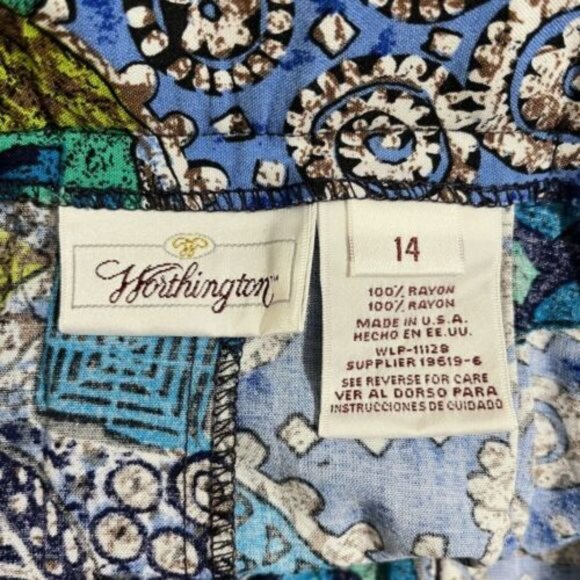 Worthington™
14
100% RAYON
100% RAYON
MADE IN U.S.A.
HECHO EN EE.UU.
WLP-11128
SUPPLIER 19619-6
SEE REVERSE FOR CARE
VER AL DORSO PARA
INSTRUCCIONES DE CUIDADO